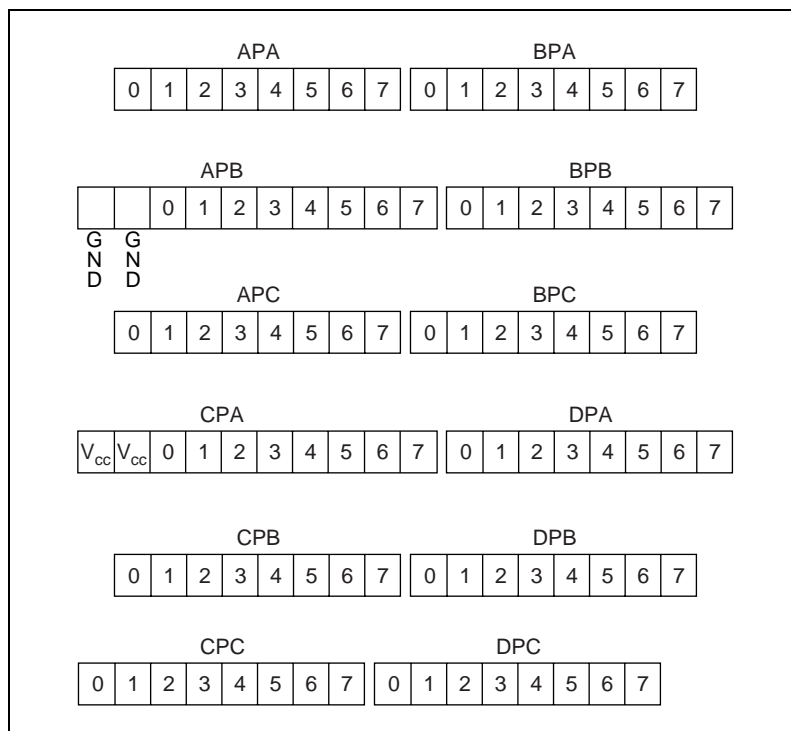 APA BPA
0 1 2 3 4 5 6 7 0 1 2 3 4 5 6 7
APB BPB
0 1 2 3 4 5 6 7 0 1 2 3 4 5 6 7
GND GND
APC BPC
0 1 2 3 4 5 6 7 0 1 2 3 4 5 6 7
CPA DPA
Vcc Vcc 0 1 2 3 4 5 6 7 0 1 2 3 4 5 6 7
CPB DPB
0 1 2 3 4 5 6 7 0 1 2 3 4 5 6 7
CPC DPC
0 1 2 3 4 5 6 7 0 1 2 3 4 5 6 7